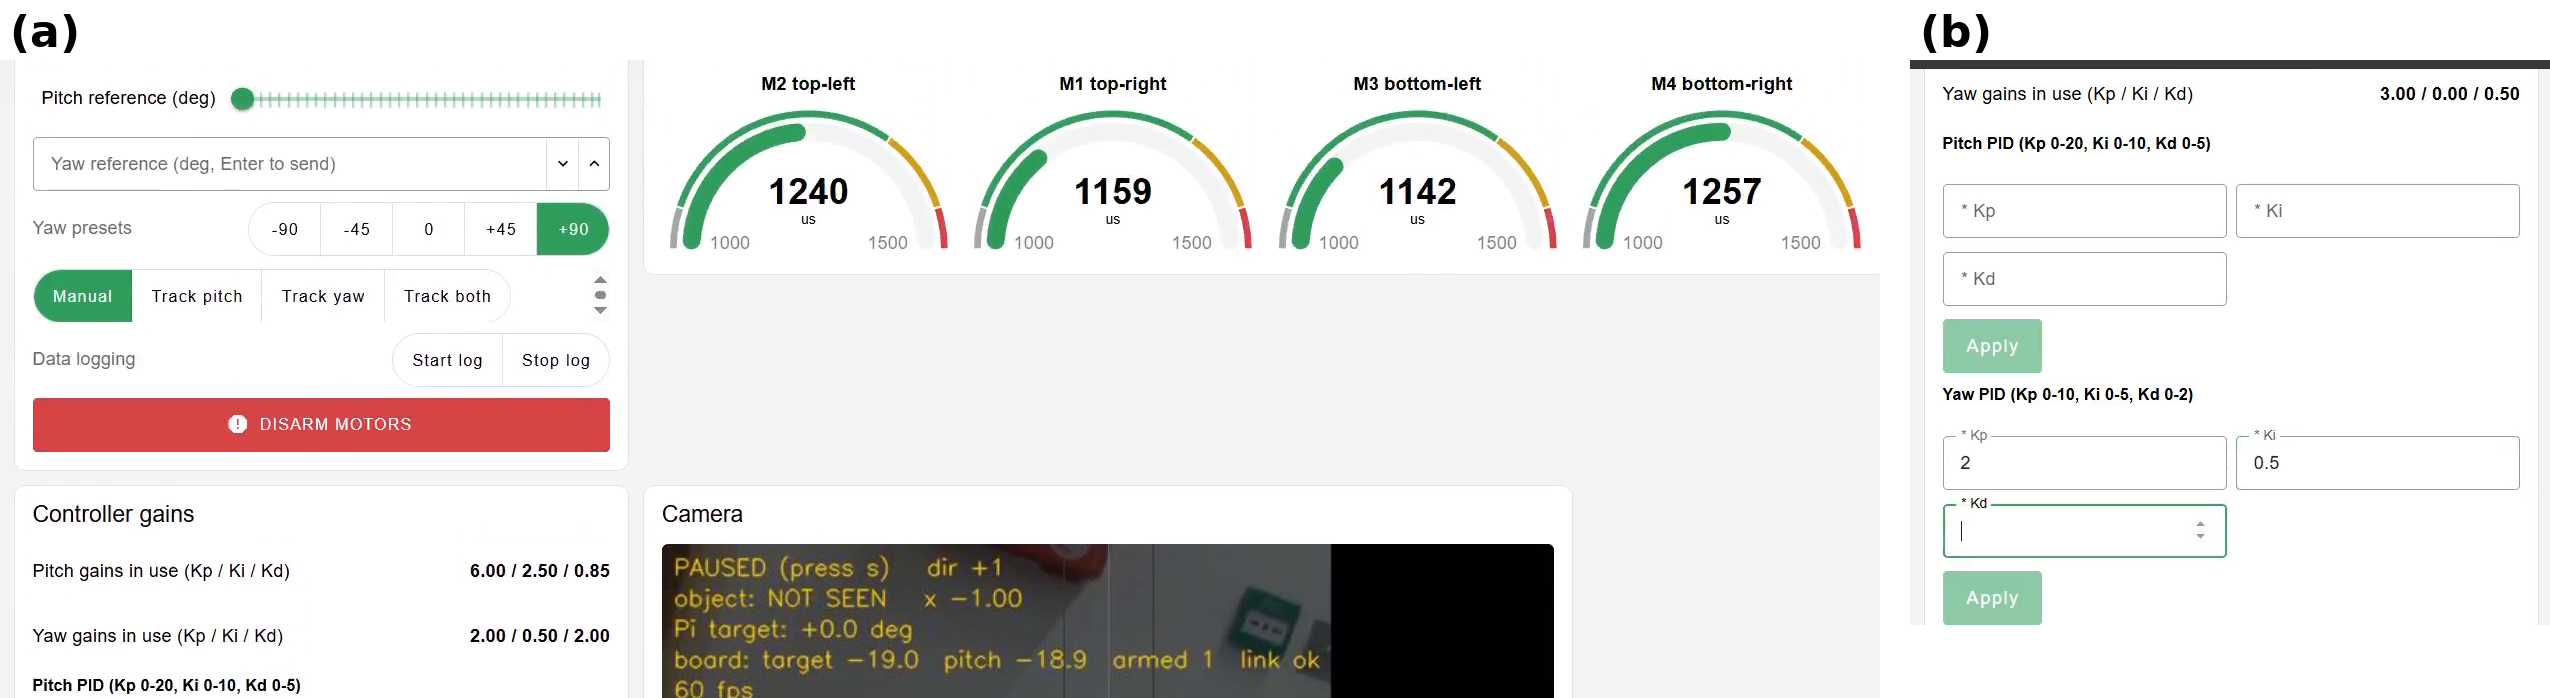 (a)
Pitch reference (deg)
Yaw reference (deg, Enter to send)
Yaw presets -90 -45 0 +45 +90
Manual Track pitch Track yaw Track both
Data logging Start log Stop log
DISARM MOTORS
M2 top-left M1 top-right M3 bottom-left M4 bottom-right
1240 1159 1142 1257
us us us us
1000 1500 1000 1500 1000 1500 1000 1500
Controller gains
Pitch gains in use (Kp / Ki / Kd) 6.00 / 2.50 / 0.85
Yaw gains in use (Kp / Ki / Kd) 2.00 / 0.50 / 2.00
Pitch PID (Kp 0-20, Ki 0-10, Kd 0-5)
Camera
PAUSED (press s) dir +1
object: NOT SEEN x -1.00
Pi target: +0.0 deg
board: target -19.0 pitch -18.9 armed 1 link ok
60 fps
(b)
Yaw gains in use (Kp / Ki / Kd) 3.00 / 0.00 / 0.50
Pitch PID (Kp 0-20, Ki 0-10, Kd 0-5)
* Kp * Ki
* Kd
Apply
Yaw PID (Kp 0-10, Ki 0-5, Kd 0-2)
* Kp * Ki
2 0.5
* Kd
Apply